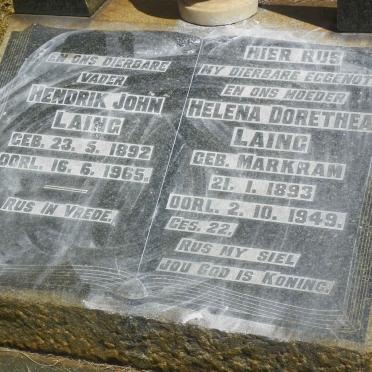 EN ONS DIERBARE
VADER
HENDRIK JOHN
LAING
GEB. 23. 5. 1892
OORL. 16. 6. 1965.
RUS IN VREDE.
HIER RUS
MY DIERBARE EGGENOT
EN ONS MOEDER
HELENA DORETHEA
LAING
GEB. MARKRAM
21. 1. 1893
OORL. 2. 10. 1949.
GES. 22.
RUS MY SIEL
JOU GOD IS KONING.